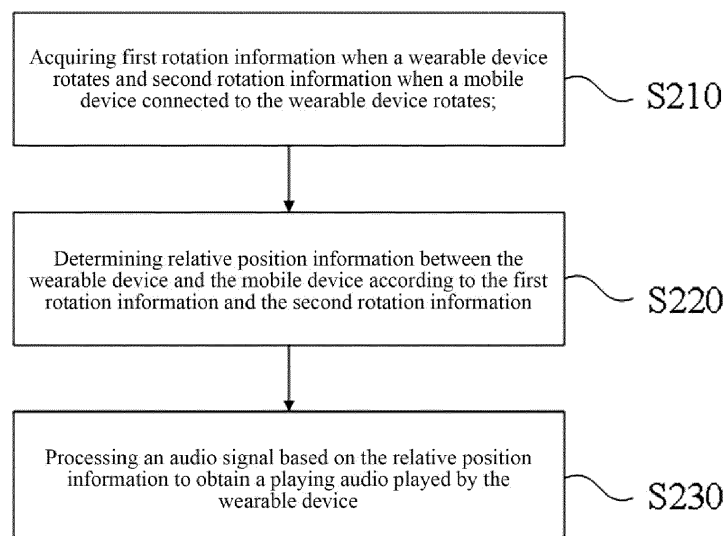 Acquiring first rotation information when a wearable device
rotates and second rotation information when a mobile
device connected to the wearable device rotates;
S210
Determining relative position information between the
wearable device and the mobile device according to the first
rotation information and the second rotation information
S220
Processing an audio signal based on the relative position
information to obtain a playing audio played by the
wearable device
S230